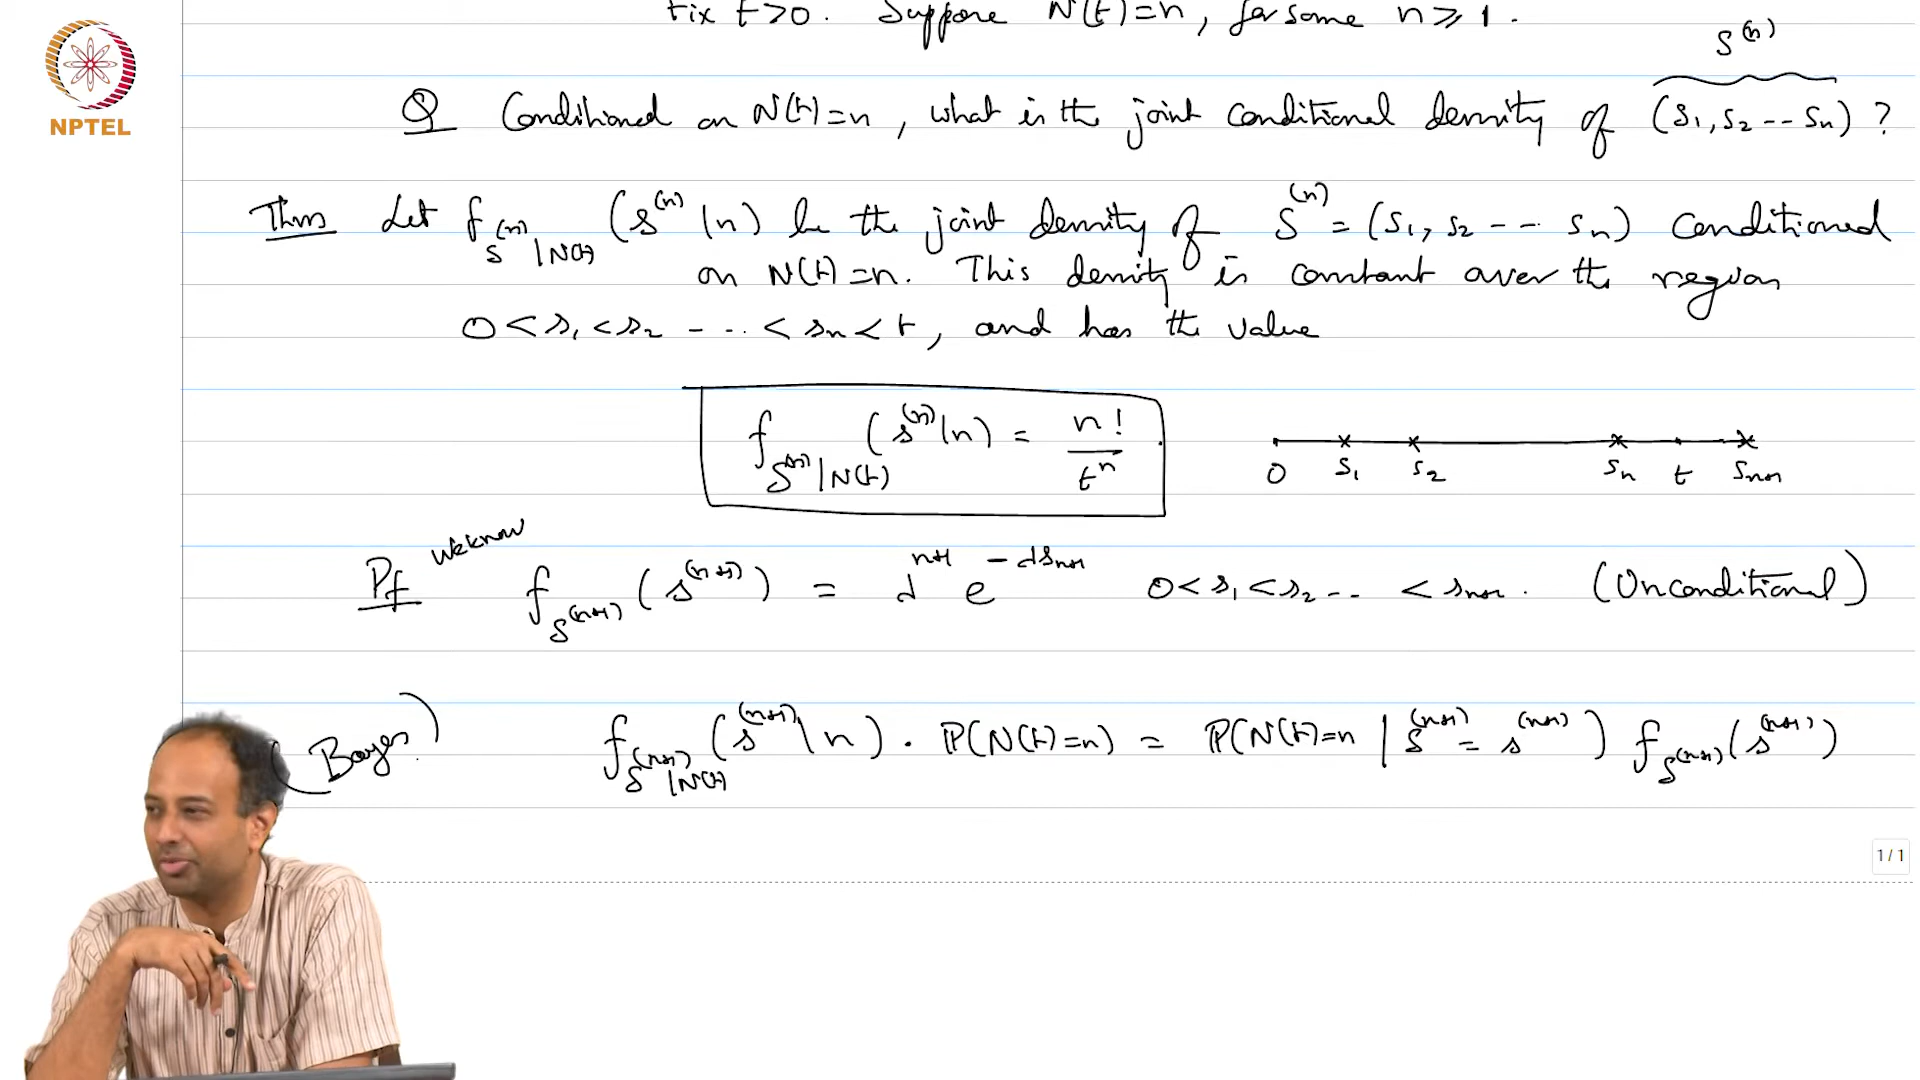 Fix t>0. Suppose N(t)=n, for some n ≥ 1.
S^(n)
NPTEL
Q Conditioned on N(t)=n, what is the joint conditional density of (S₁, S₂ -- Sₙ) ?
Thm Let f_{S^(n)|N(t)} (s^(n)|n) be the joint density of S^(n) = (S₁, S₂ -- Sₙ) conditioned
on N(t)=n. This density is constant over the region
0 < s₁ < s₂ -- .. < sₙ < t, and has the value
f_{S^(n)|N(t)} (s^(n)|n) = n!/tⁿ
0 S₁ S₂ Sₙ t Sₙ₊₁
Pf We know f_{S^(n+1)} (s^(n+1)) = λ^{n+1} e^{-λs_{n+1}} 0 < s₁ < s₂ -- .. < sₙ₊₁. (Unconditional)
(Bayes) f_{S^(n+1)|N(t)} (s^(n+1)|n) . P(N(t)=n) = P(N(t)=n | S^(n+1) = s^(n+1)) f_{S^(n+1)} (s^(n+1))
1 / 1